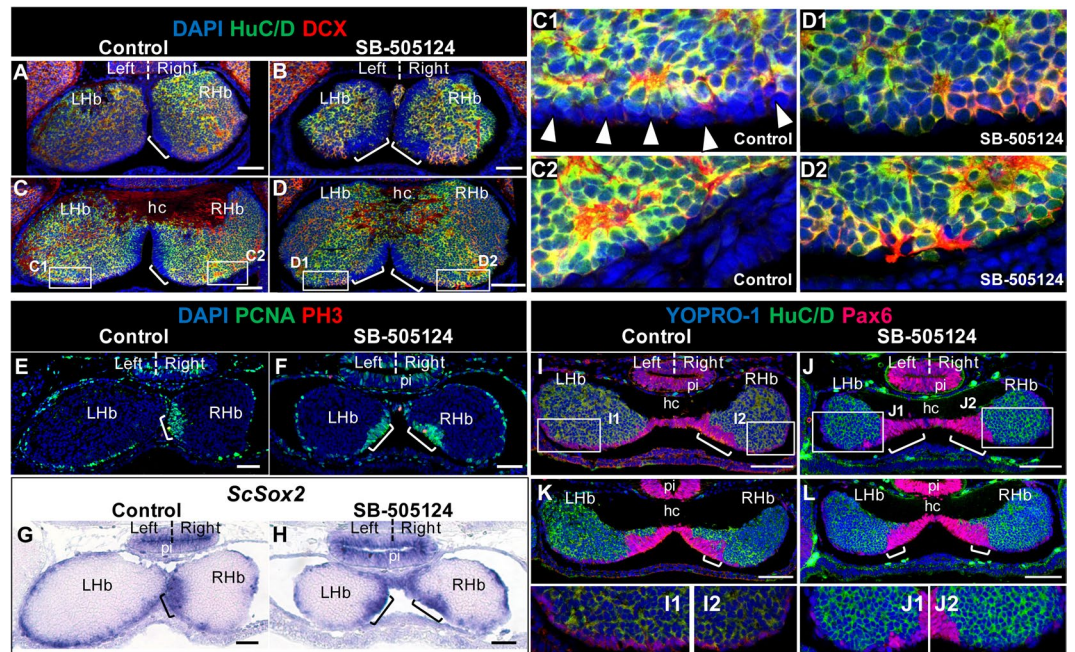 DAPI HuC/D DCX
Control SB-505124
A Left Right LHb RHb
B Left Right LHb RHb
C LHb hc RHb C1 C2
D LHb hc RHb D1 D2
C1 Control
D1 SB-505124
C2 Control
D2 SB-505124
DAPI PCNA PH3
Control SB-505124
E Left Right LHb RHb
F Left Right pi LHb RHb
ScSox2
Control SB-505124
G Left Right pi LHb RHb
H Left Right pi LHb RHb
YOPRO-1 HuC/D Pax6
Control SB-505124
I Left Right pi LHb hc RHb I1 I2
J Left Right pi LHb hc RHb J1 J2
K pi LHb hc RHb
L pi LHb hc RHb
I1 I2
J1 J2